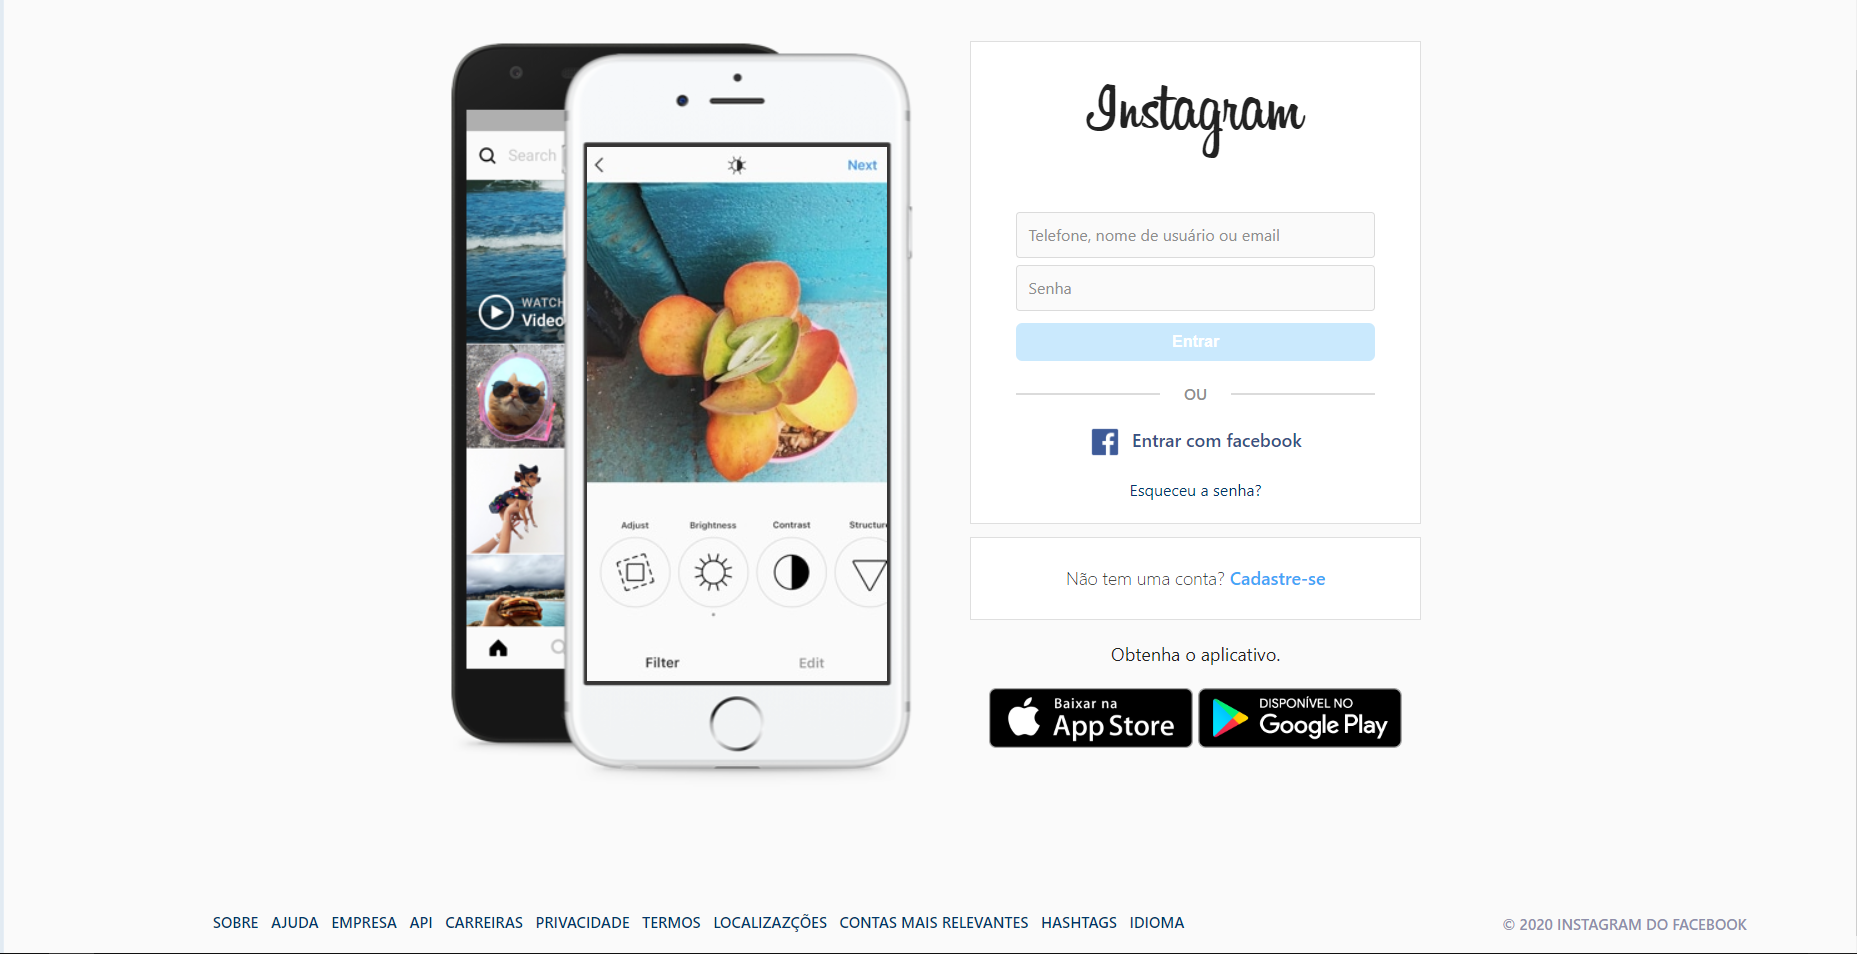 Search
WATCH
Video
Next
Adjust Brightness Contrast Structure
Filter Edit
Instagram
Telefone, nome de usuário ou email
Senha
Entrar
OU
Entrar com facebook
Esqueceu a senha?
Não tem uma conta? Cadastre-se
Obtenha o aplicativo.
Baixar na
App Store
DISPONÍVEL NO
Google Play
SOBRE AJUDA EMPRESA API CARREIRAS PRIVACIDADE TERMOS LOCALIZAZÇÕES CONTAS MAIS RELEVANTES HASHTAGS IDIOMA
© 2020 INSTAGRAM DO FACEBOOK